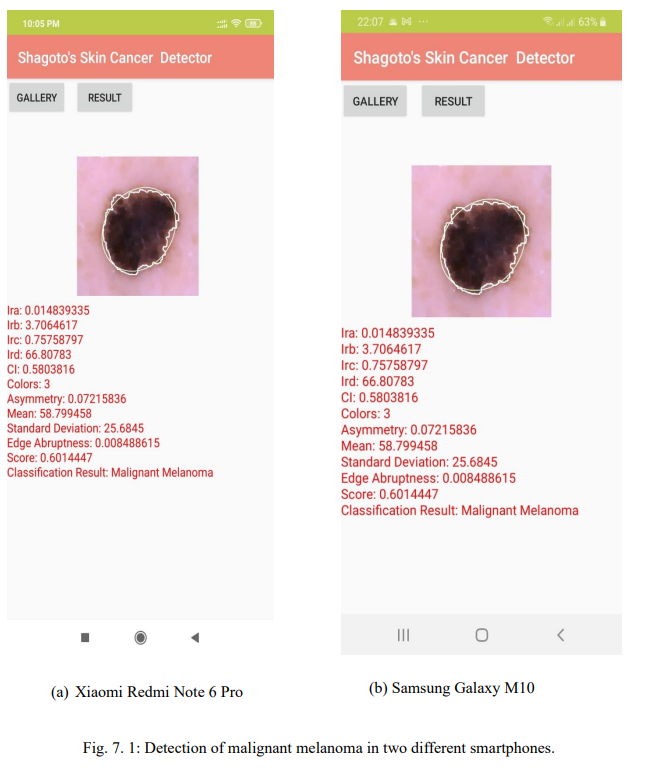 10:05 PM
Shagoto's Skin Cancer Detector
GALLERY
RESULT
Ira: 0.014839335
Irb: 3.7064617
Irc: 0.75758797
Ird: 66.80783
CI: 0.5803816
Colors: 3
Asymmetry: 0.07215836
Mean: 58.799458
Standard Deviation: 25.6845
Edge Abruptness: 0.008488615
Score: 0.6014447
Classification Result: Malignant Melanoma
(a) Xiaomi Redmi Note 6 Pro
22:07
63%
Shagoto's Skin Cancer Detector
GALLERY
RESULT
Ira: 0.014839335
Irb: 3.7064617
Irc: 0.75758797
Ird: 66.80783
CI: 0.5803816
Colors: 3
Asymmetry: 0.07215836
Mean: 58.799458
Standard Deviation: 25.6845
Edge Abruptness: 0.008488615
Score: 0.6014447
Classification Result: Malignant Melanoma
(b) Samsung Galaxy M10
Fig. 7. 1: Detection of malignant melanoma in two different smartphones.